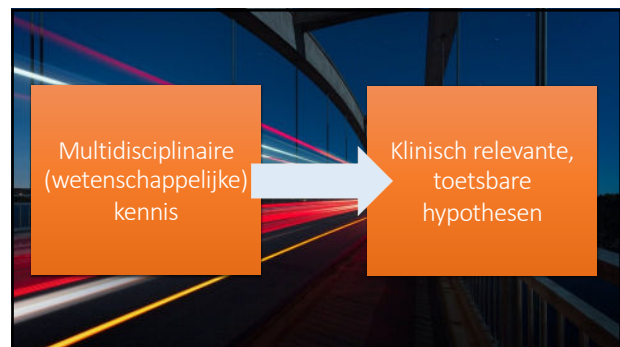 Multidisciplinaire
(wetenschappelijke)
kennis
Klinisch relevante,
toetsbare
hypothesen